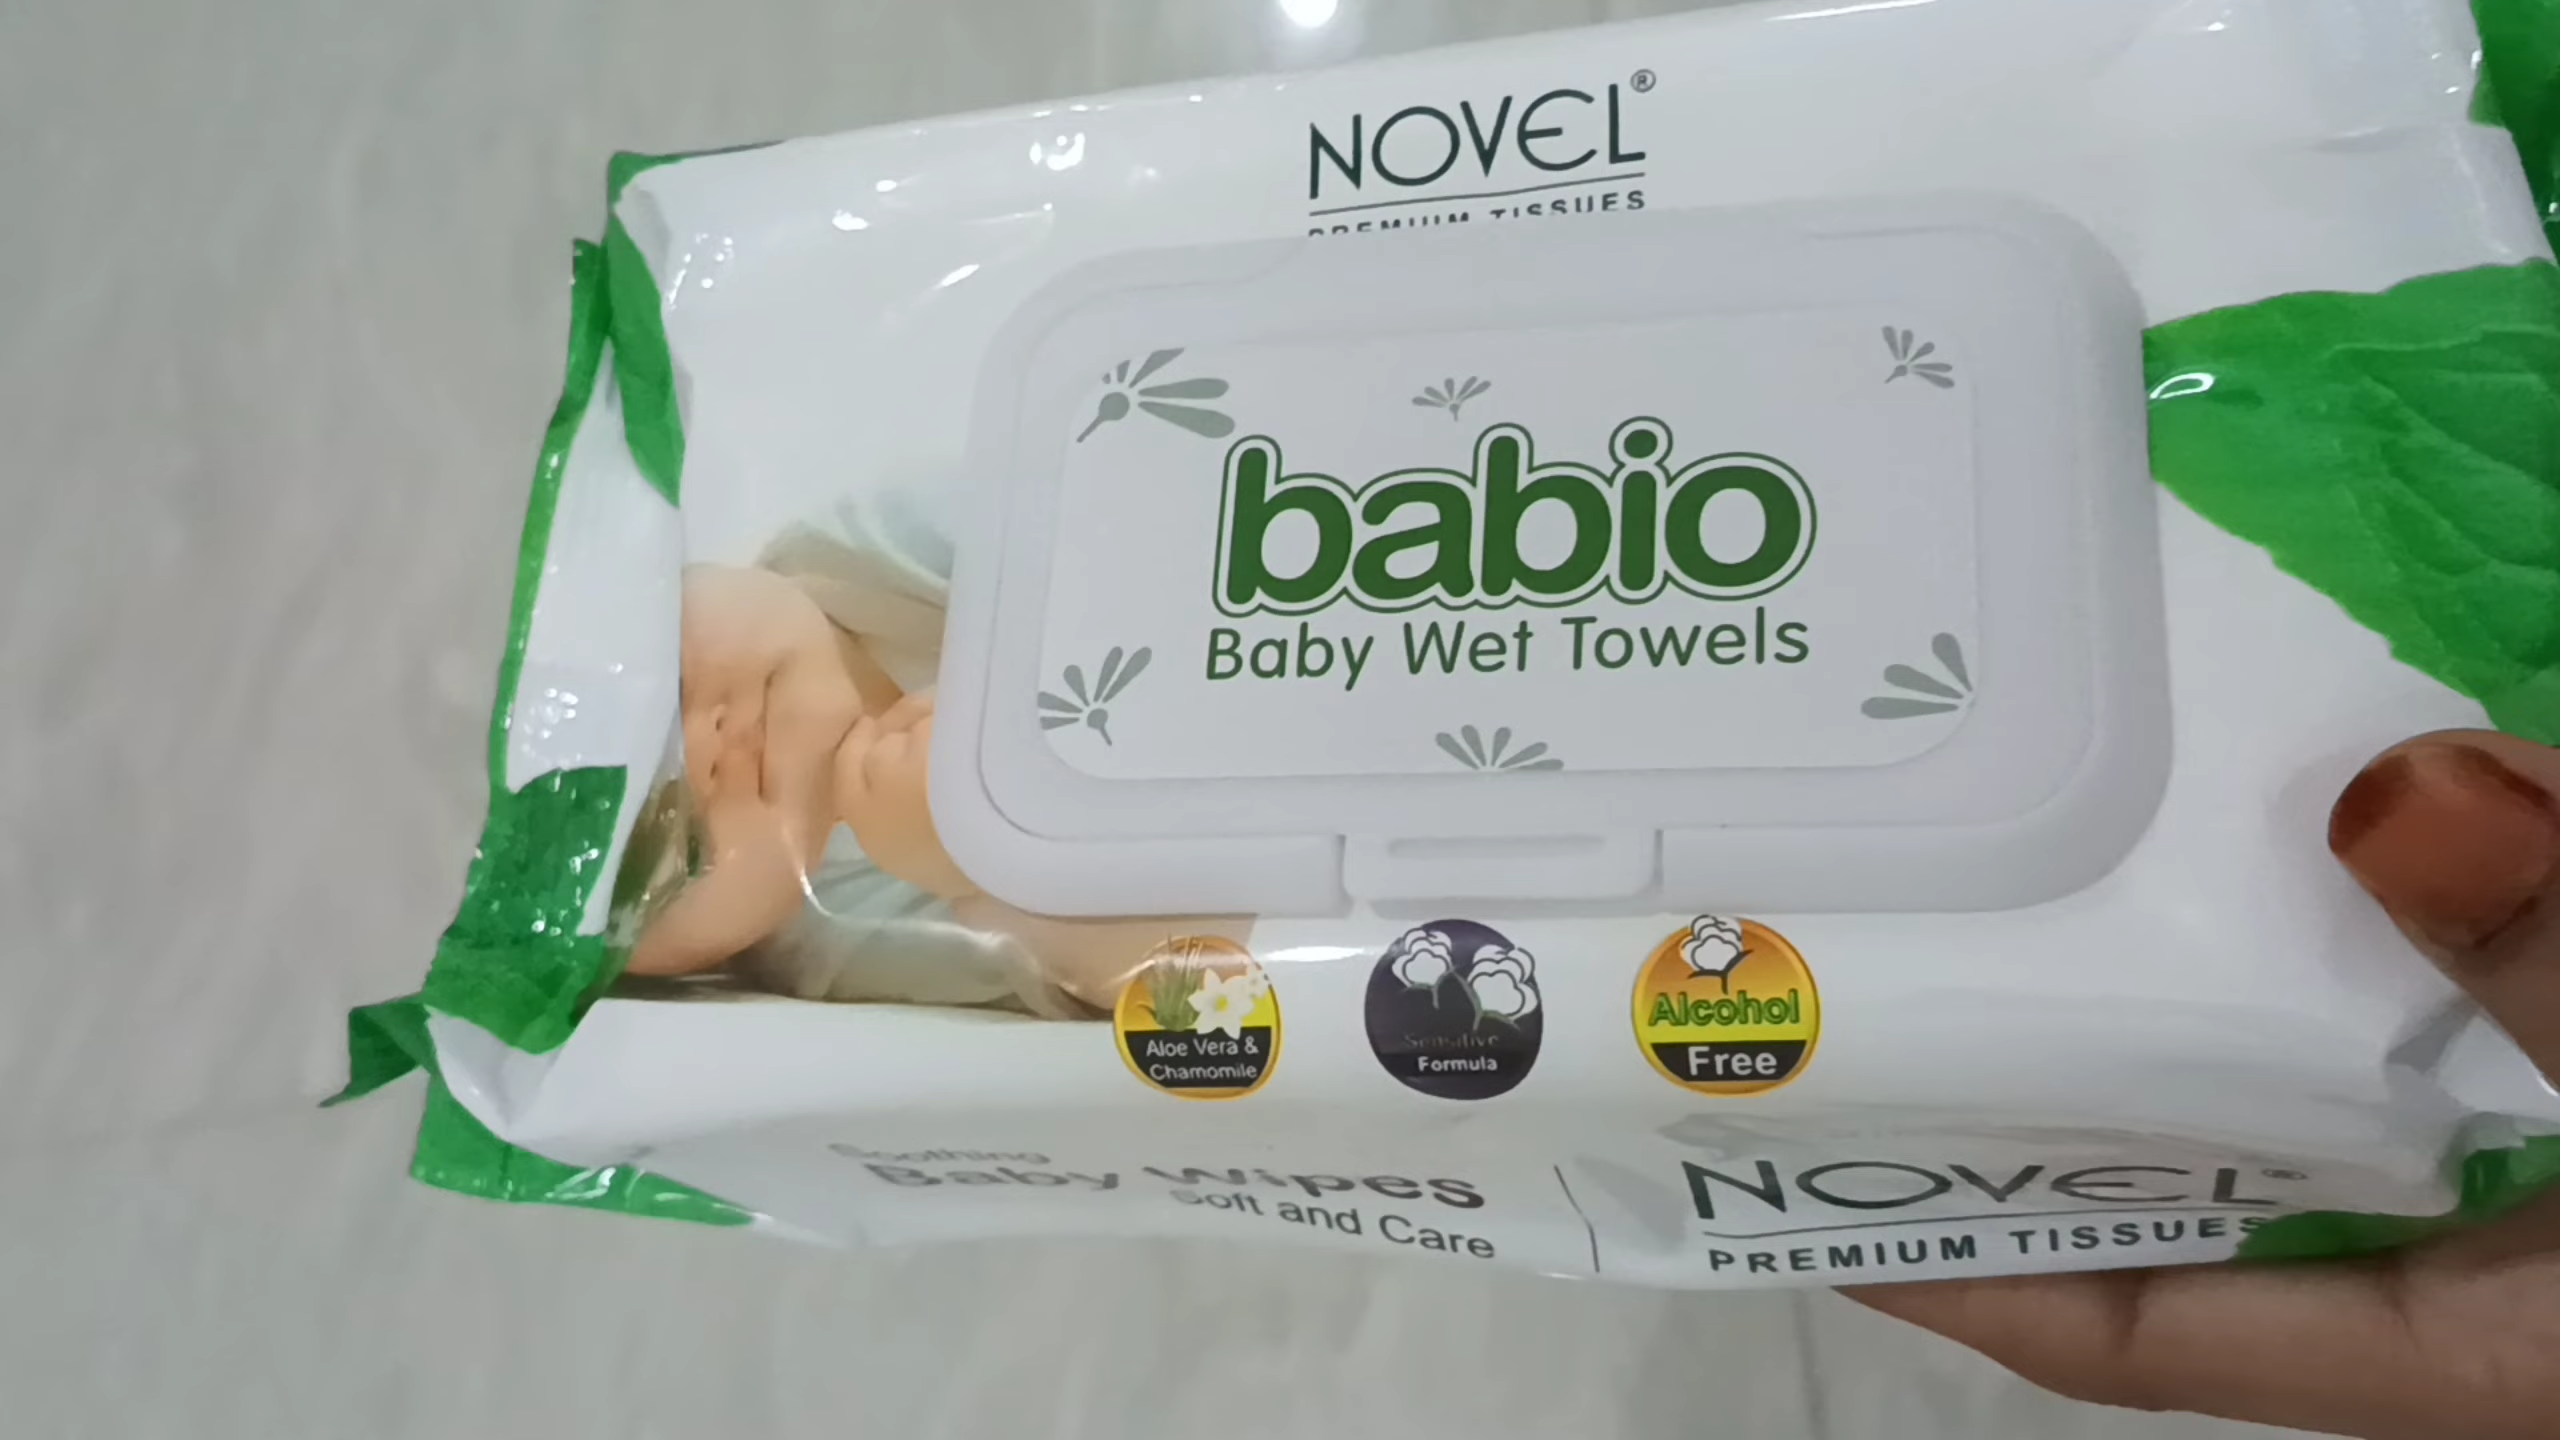 NOVEL®
PREMIUM TISSUES
babio
Baby Wet Towels
Aloe Vera &
Chamomile
Sensitive
Formula
Alcohol
Free
Soothing
Baby Wipes
Soft and Care
NOVEL®
PREMIUM TISSUES